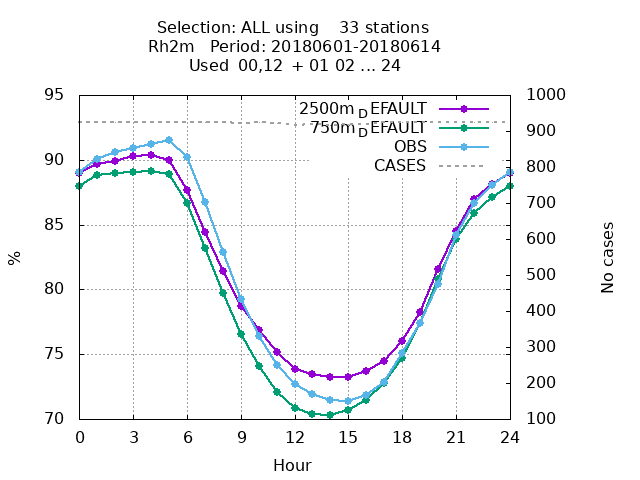 Selection: ALL using    33 stations
Rh2m   Period: 20180601-20180614
Used  00,12  + 01 02 ... 24
95
1000
2500m DEFAULT
750m DEFAULT
OBS
CASES
90
85
80
75
70
900
800
700
600
500
400
300
200
100
%
No cases
0 3 6 9 12 15 18 21 24
Hour